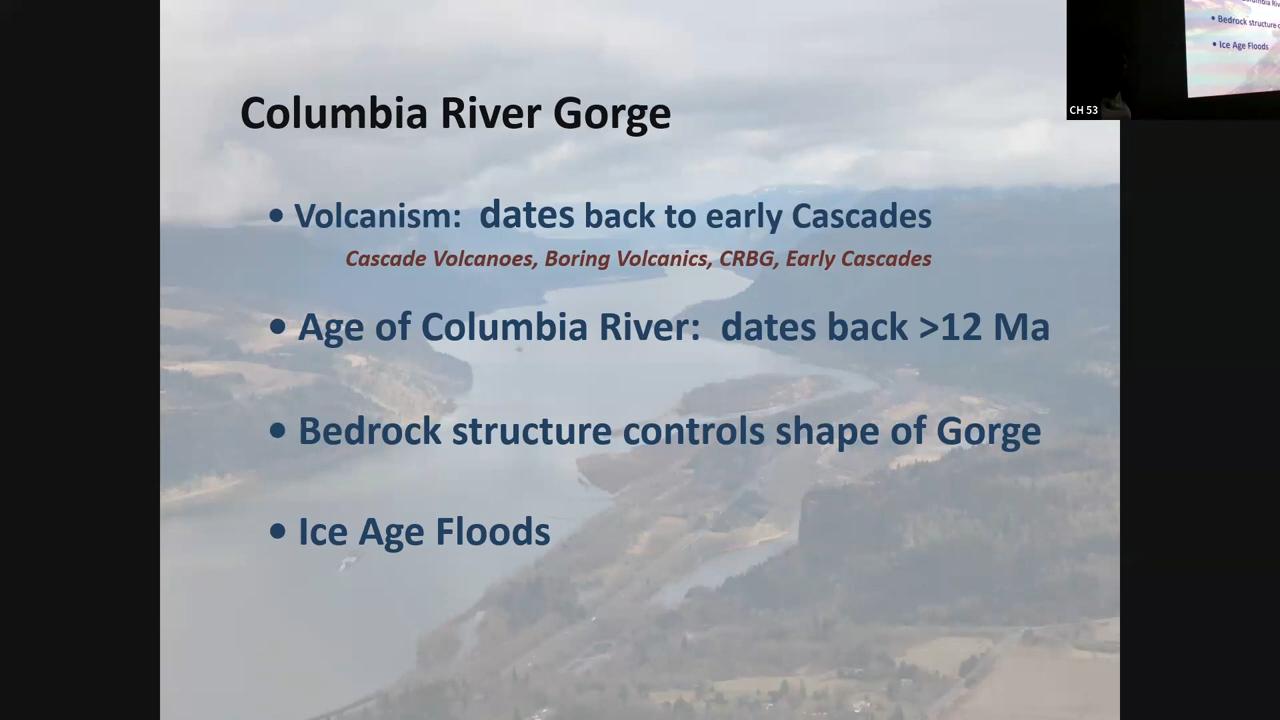 Columbia River Gorge
• Volcanism: dates back to early Cascades
Cascade Volcanoes, Boring Volcanics, CRBG, Early Cascades
• Age of Columbia River: dates back >12 Ma
• Bedrock structure controls shape of Gorge
• Ice Age Floods
• Bedrock structure
• Ice Age Floods
CH 53